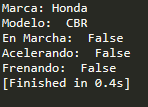 Marca: Honda
Modelo:  CBR
En Marcha:  False
Acelerando:  False
Frenando:  False
[Finished in 0.4s]